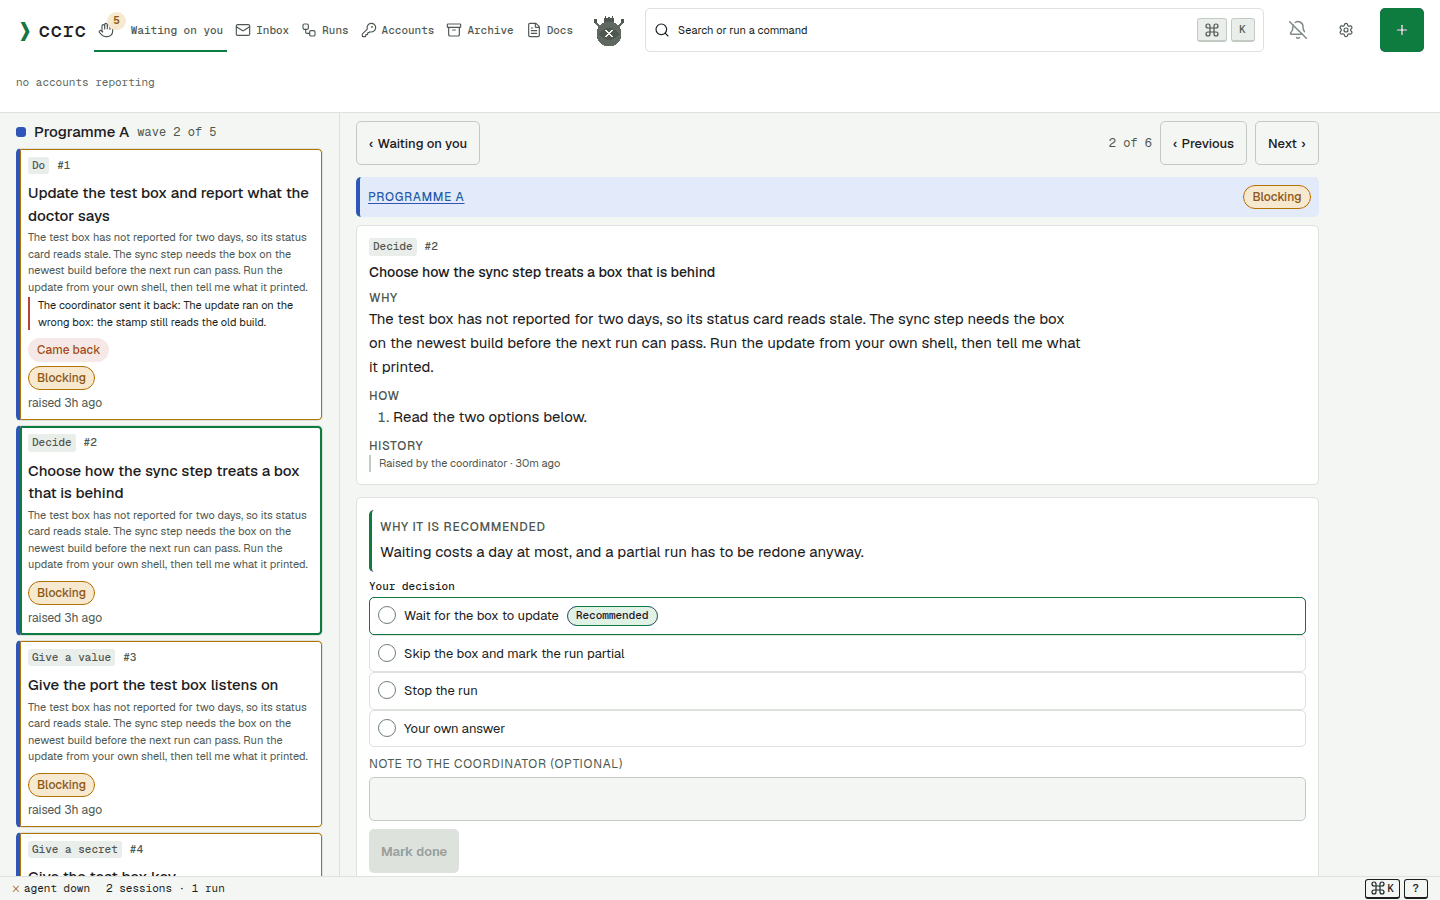 ccrc
5
Waiting on you
Inbox
Runs
Accounts
Archive
Docs
Search or run a command
⌘ K
+
no accounts reporting
Programme A wave 2 of 5
Do #1
Update the test box and report what the
doctor says
The test box has not reported for two days, so its status
card reads stale. The sync step needs the box on the
newest build before the next run can pass. Run the
update from your own shell, then tell me what it printed.
The coordinator sent it back: The update ran on the
wrong box: the stamp still reads the old build.
Came back
Blocking
raised 3h ago
Decide #2
Choose how the sync step treats a box
that is behind
The test box has not reported for two days, so its status
card reads stale. The sync step needs the box on the
newest build before the next run can pass. Run the
update from your own shell, then tell me what it printed.
Blocking
raised 3h ago
Give a value #3
Give the port the test box listens on
The test box has not reported for two days, so its status
card reads stale. The sync step needs the box on the
newest build before the next run can pass. Run the
update from your own shell, then tell me what it printed.
Blocking
raised 3h ago
Give a secret #4
Give the test box key
‹ Waiting on you
2 of 6
‹ Previous
Next ›
PROGRAMME A
Blocking
Decide #2
Choose how the sync step treats a box that is behind
WHY
The test box has not reported for two days, so its status card reads stale. The sync step needs the box
on the newest build before the next run can pass. Run the update from your own shell, then tell me what
it printed.
HOW
1. Read the two options below.
HISTORY
Raised by the coordinator · 30m ago
WHY IT IS RECOMMENDED
Waiting costs a day at most, and a partial run has to be redone anyway.
Your decision
Wait for the box to update Recommended
Skip the box and mark the run partial
Stop the run
Your own answer
NOTE TO THE COORDINATOR (OPTIONAL)
Mark done
× agent down 2 sessions · 1 run
⌘K ?